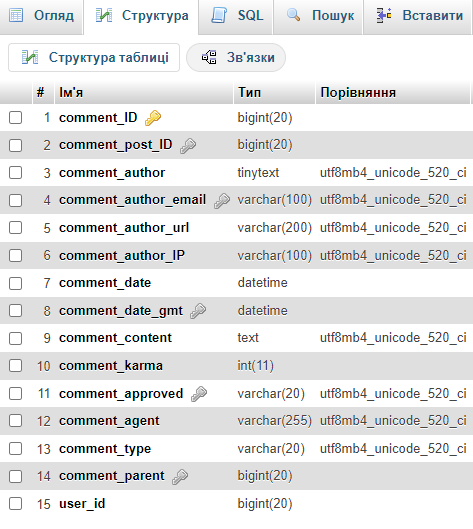 Огляд Структура SQL Пошук Вставити
Структура таблиці Зв'язки
# Ім'я Тип Порівняння
1 comment_ID bigint(20)
2 comment_post_ID bigint(20)
3 comment_author tinytext utf8mb4_unicode_520_ci
4 comment_author_email varchar(100) utf8mb4_unicode_520_ci
5 comment_author_url varchar(200) utf8mb4_unicode_520_ci
6 comment_author_IP varchar(100) utf8mb4_unicode_520_ci
7 comment_date datetime
8 comment_date_gmt datetime
9 comment_content text utf8mb4_unicode_520_ci
10 comment_karma int(11)
11 comment_approved varchar(20) utf8mb4_unicode_520_ci
12 comment_agent varchar(255) utf8mb4_unicode_520_ci
13 comment_type varchar(20) utf8mb4_unicode_520_ci
14 comment_parent bigint(20)
15 user_id bigint(20)